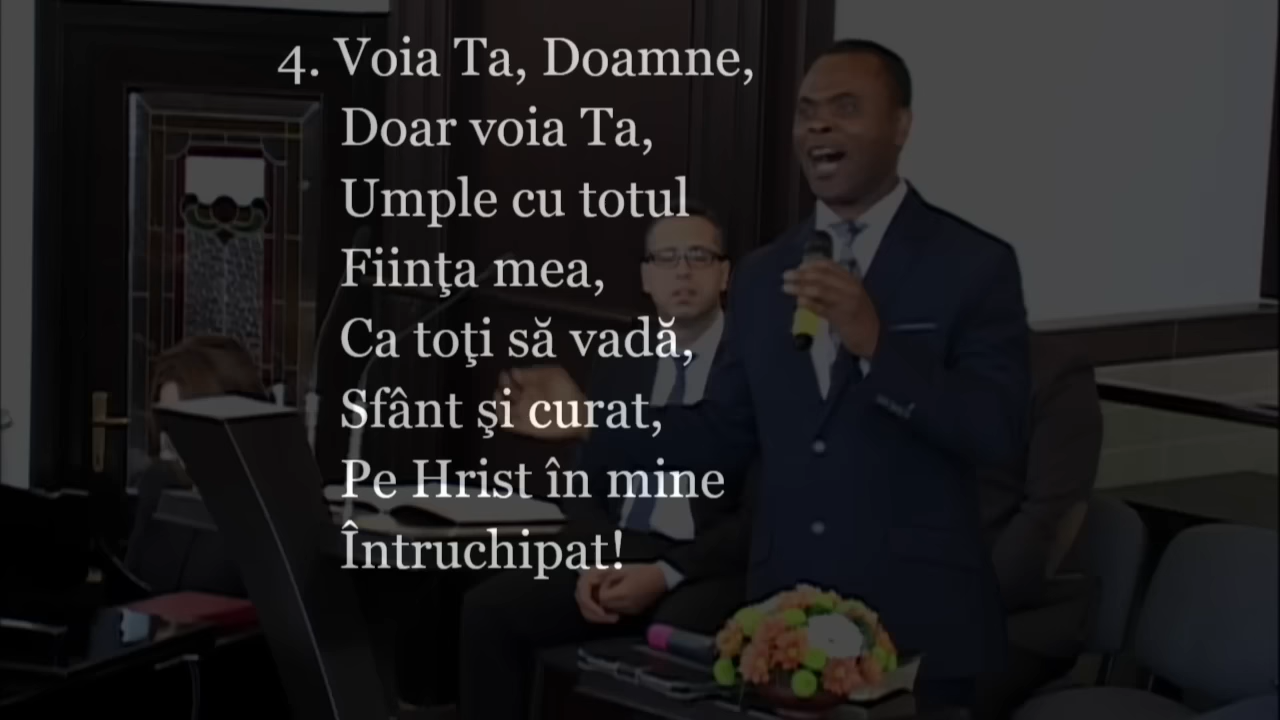 4. Voia Ta, Doamne,
Doar voia Ta,
Umple cu totul
Fiinţa mea,
Ca toţi să vadă,
Sfânt şi curat,
Pe Hrist în mine
Întruchipat!